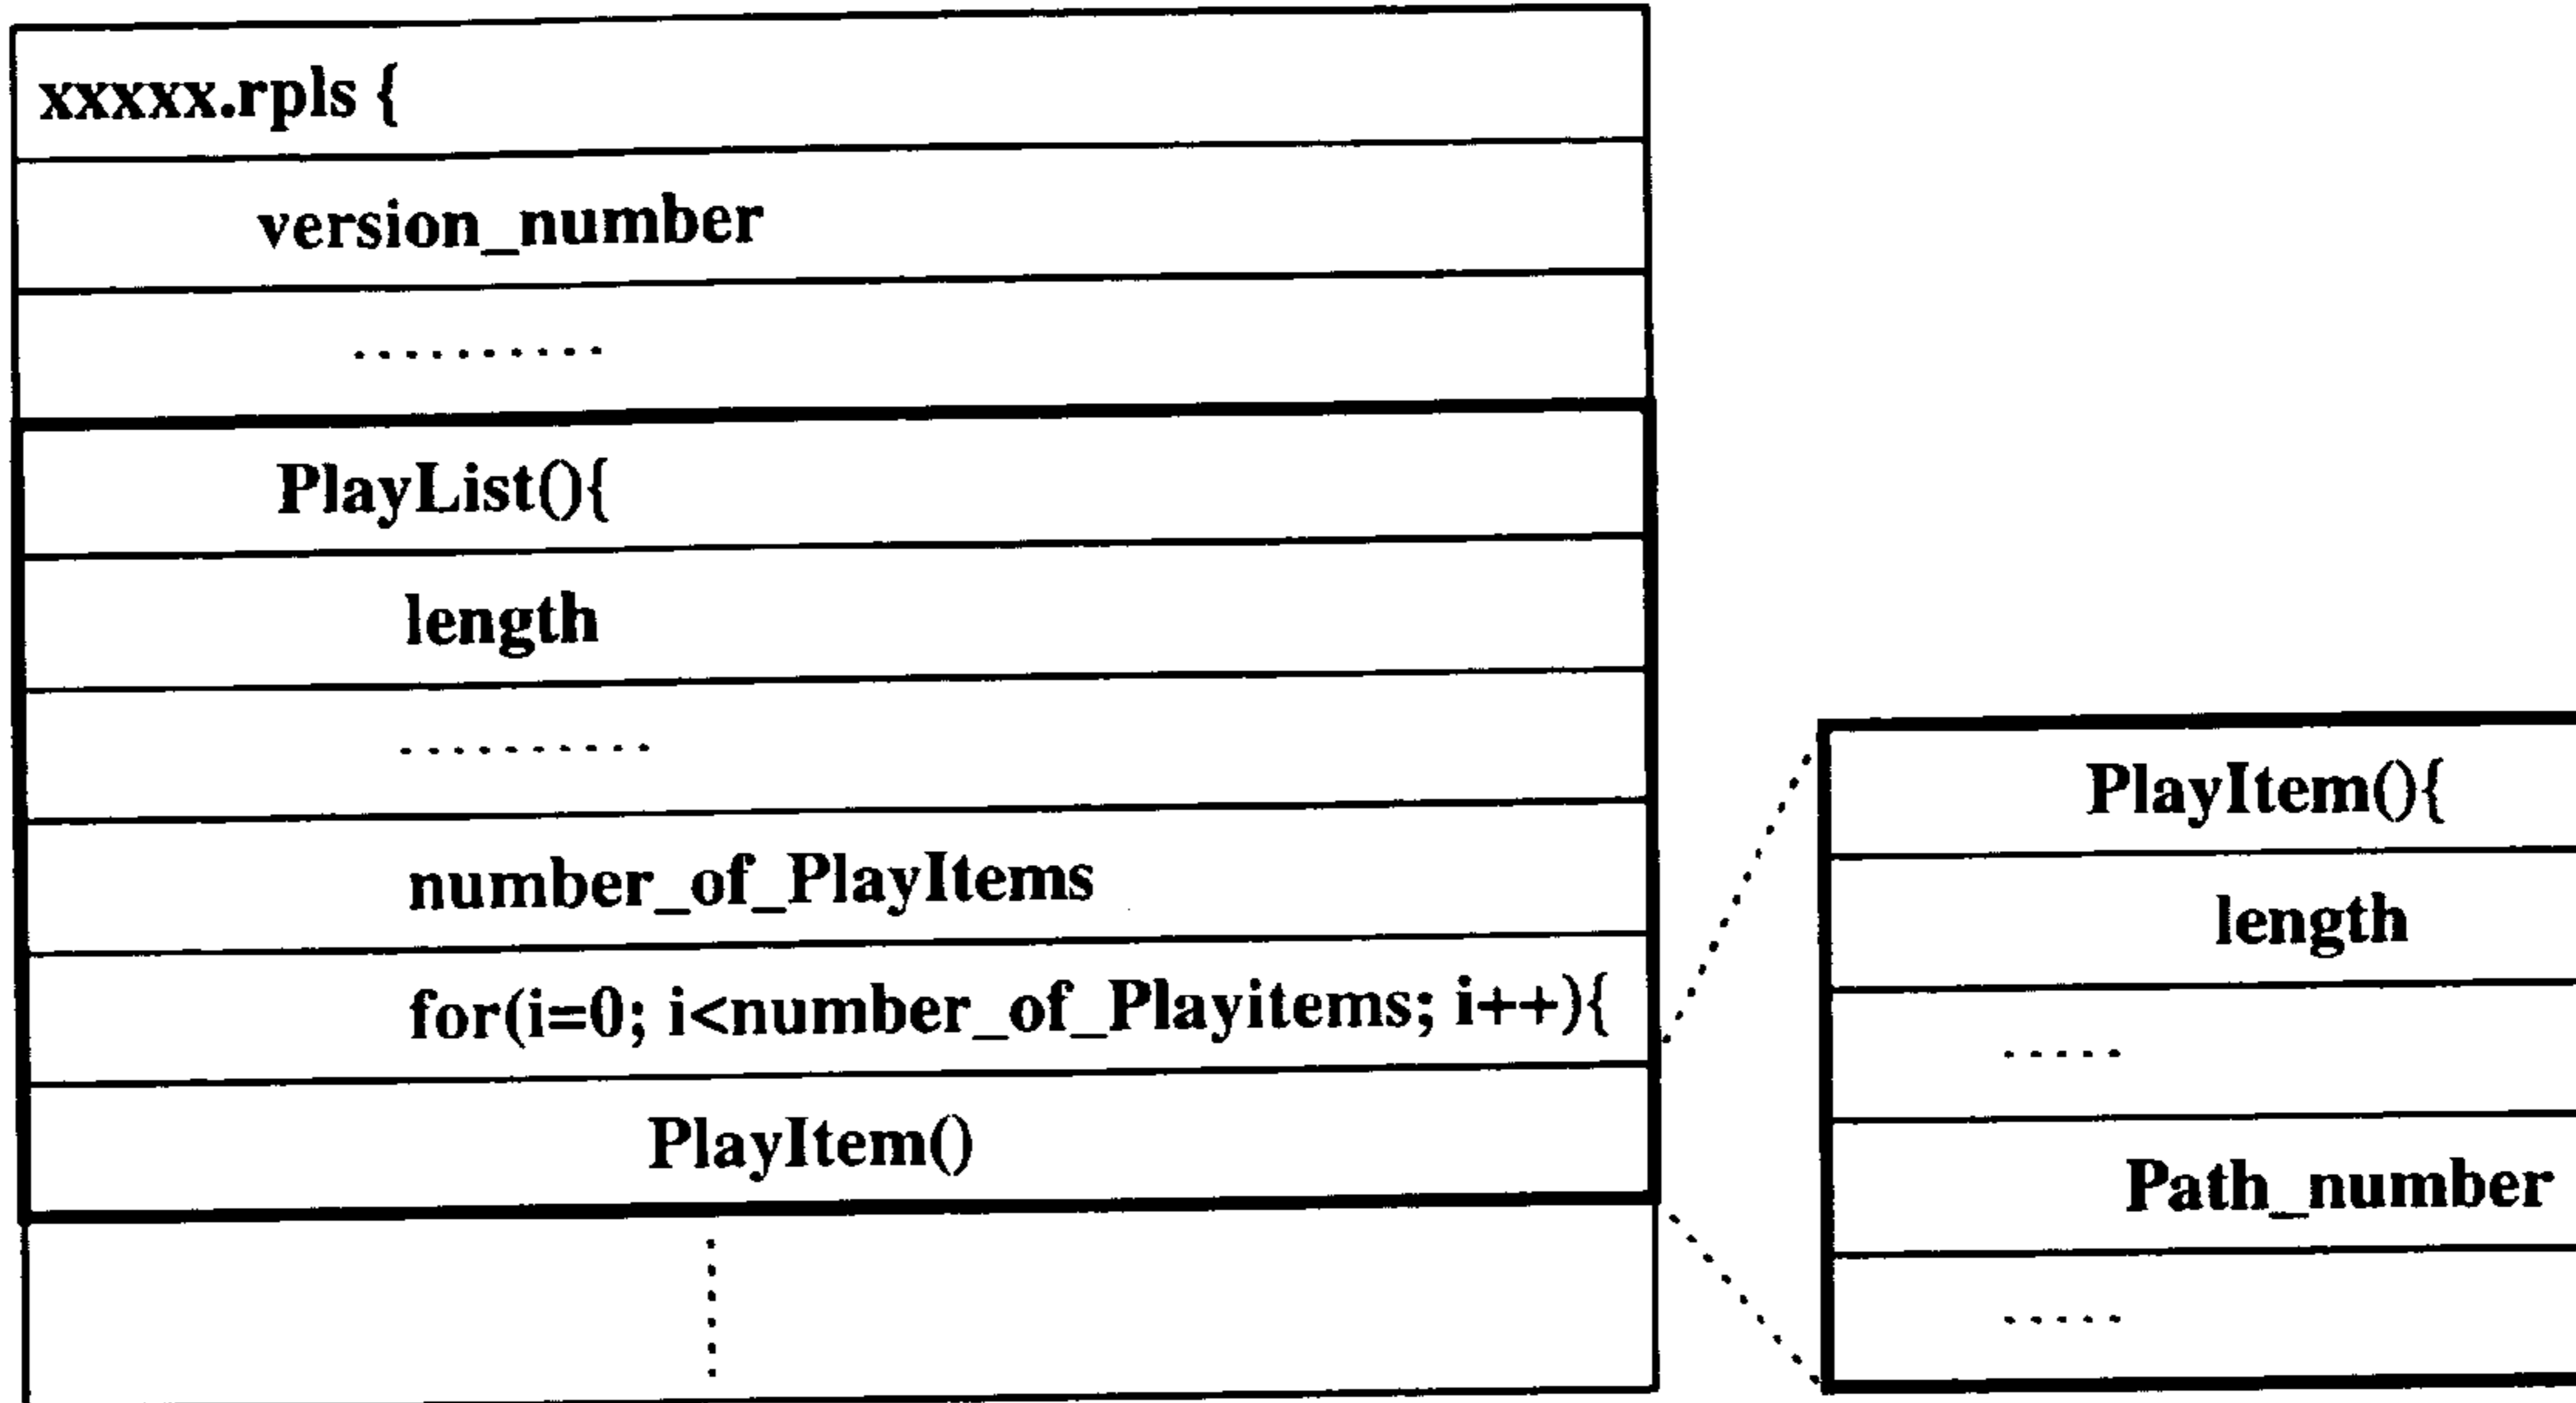 xxxxx.rpls {
version_number
..........
PlayList(){
length
..........
number_of_PlayItems
for(i=0; i<number_of_Playitems; i++){
PlayItem()
PlayItem(){
length
.....
Path_number
.....